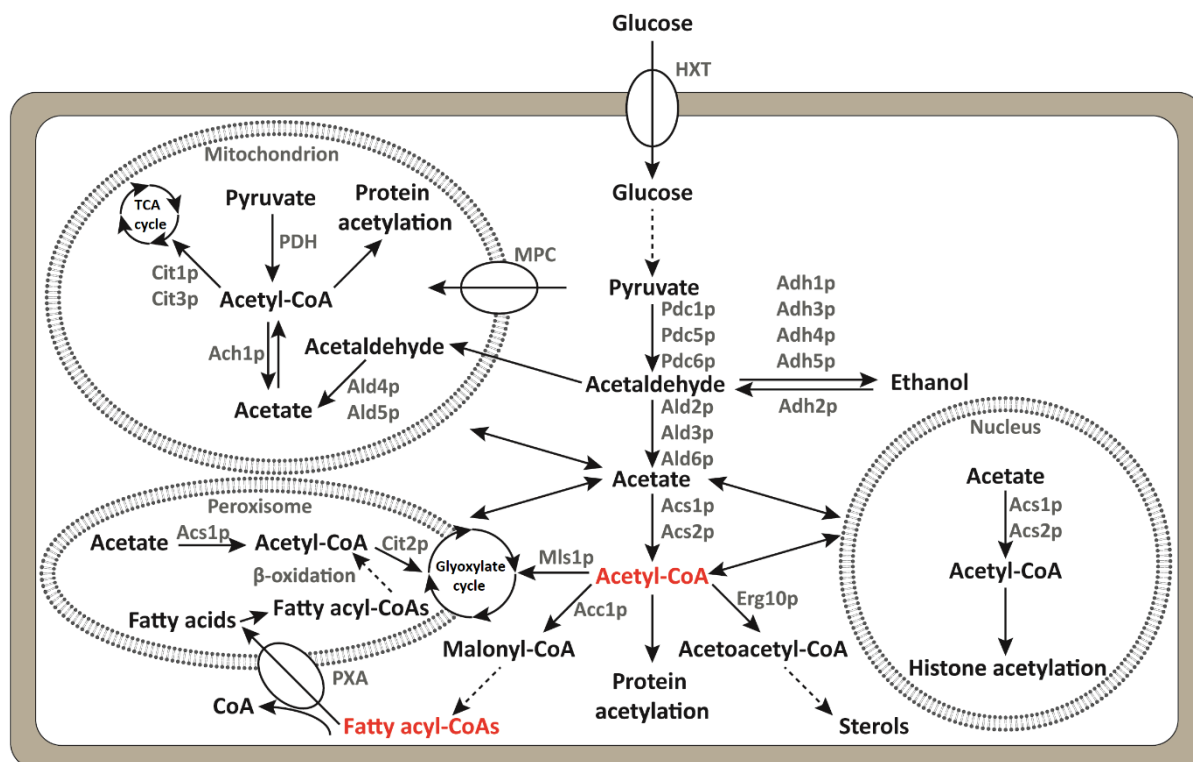 Glucose
HXT
Glucose
Mitochondrion
TCA
cycle
Pyruvate
Protein
acetylation
PDH
Cit1p
Cit3p
Acetyl-CoA
MPC
Ach1p
Acetaldehyde
Ald4p
Ald5p
Acetate
Pyruvate
Pdc1p
Pdc5p
Pdc6p
Adh1p
Adh3p
Adh4p
Adh5p
Acetaldehyde
Ethanol
Adh2p
Ald2p
Ald3p
Ald6p
Acetate
Acs1p
Acs2p
Nucleus
Acetate
Acs1p
Acs2p
Acetyl-CoA
Histone acetylation
Peroxisome
Acetate
Acs1p
Acetyl-CoA
Cit2p
β-oxidation
Fatty acyl-CoAs
Fatty acids
Glyoxylate
cycle
Mls1p
Acetyl-CoA
Acc1p
Erg10p
Malonyl-CoA
Acetoacetyl-CoA
PXA
CoA
Fatty acyl-CoAs
Protein
acetylation
Sterols